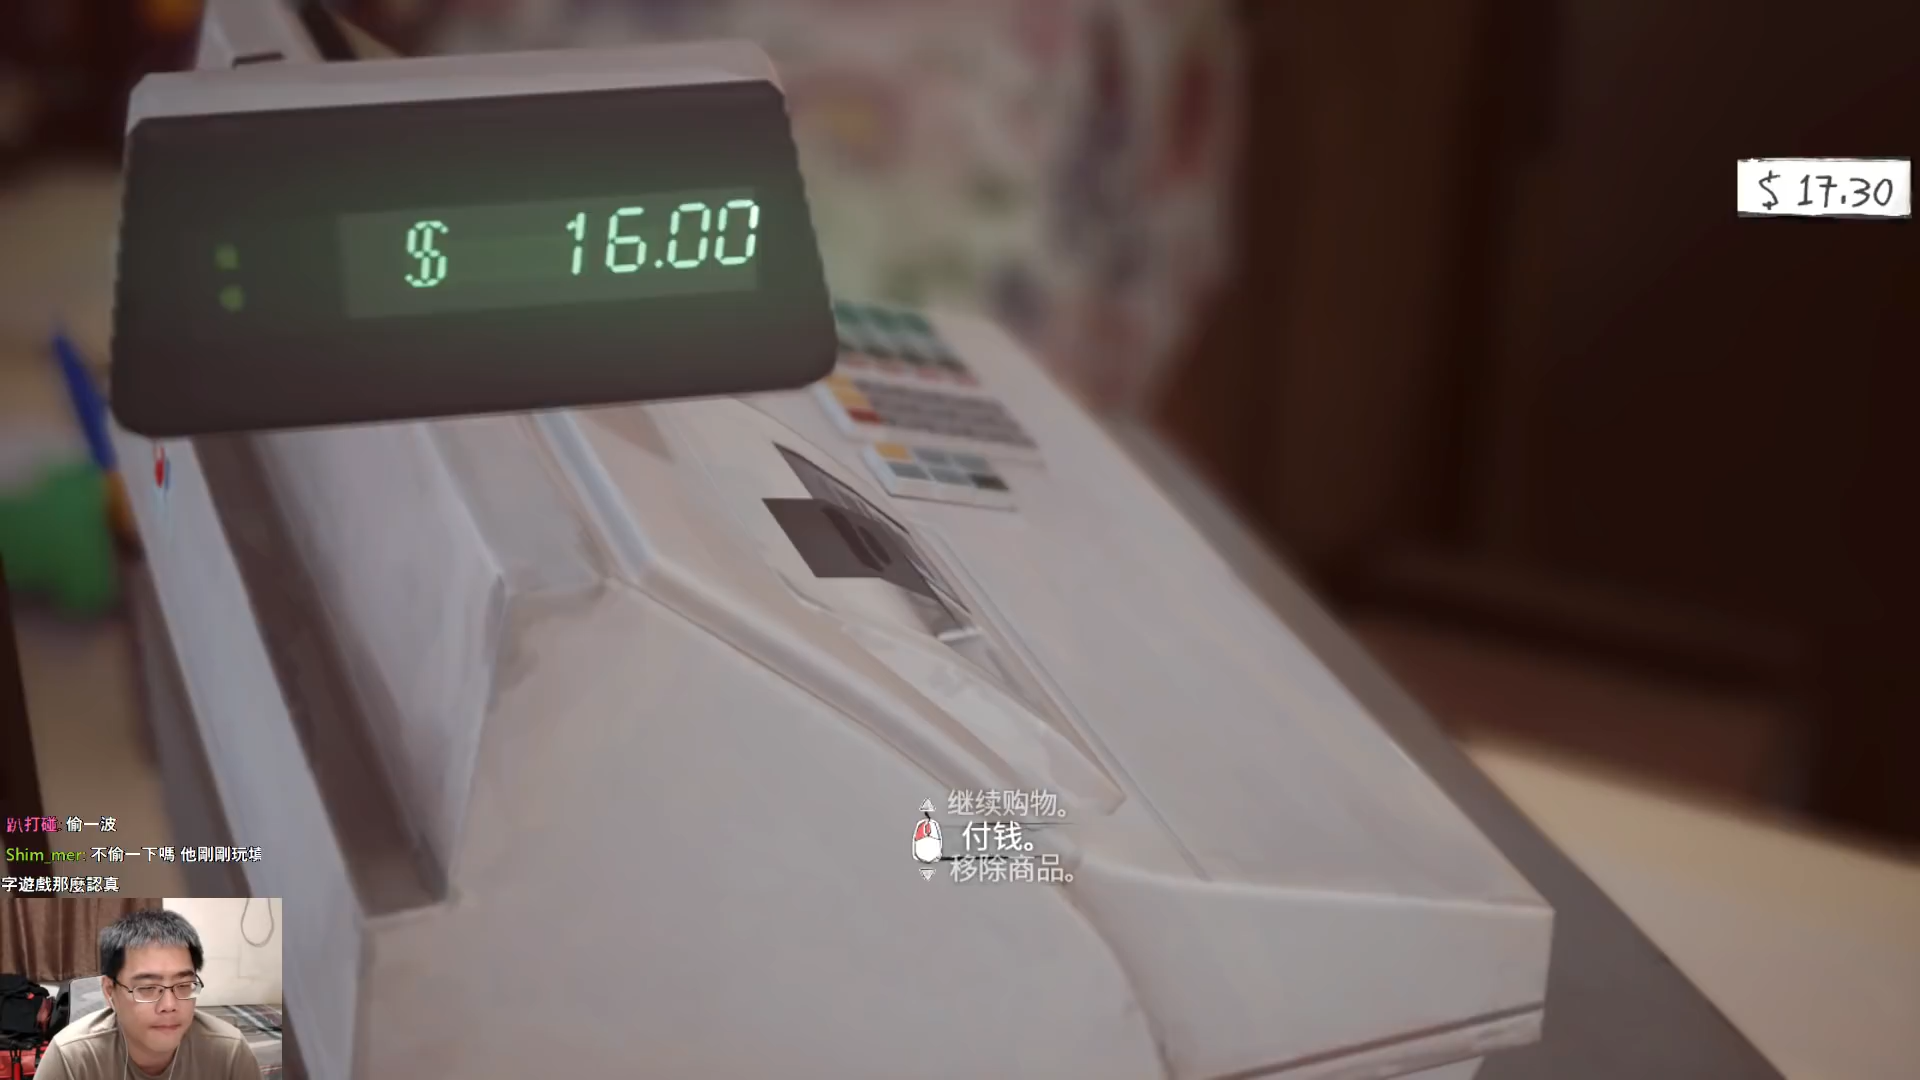 $ 16.00
$ 17.30
继续购物。
付钱。
移除商品。
趴打碰: 偷一波
Shim_mer: 不偷一下嗎 他剛剛玩填
字遊戲那麼認真